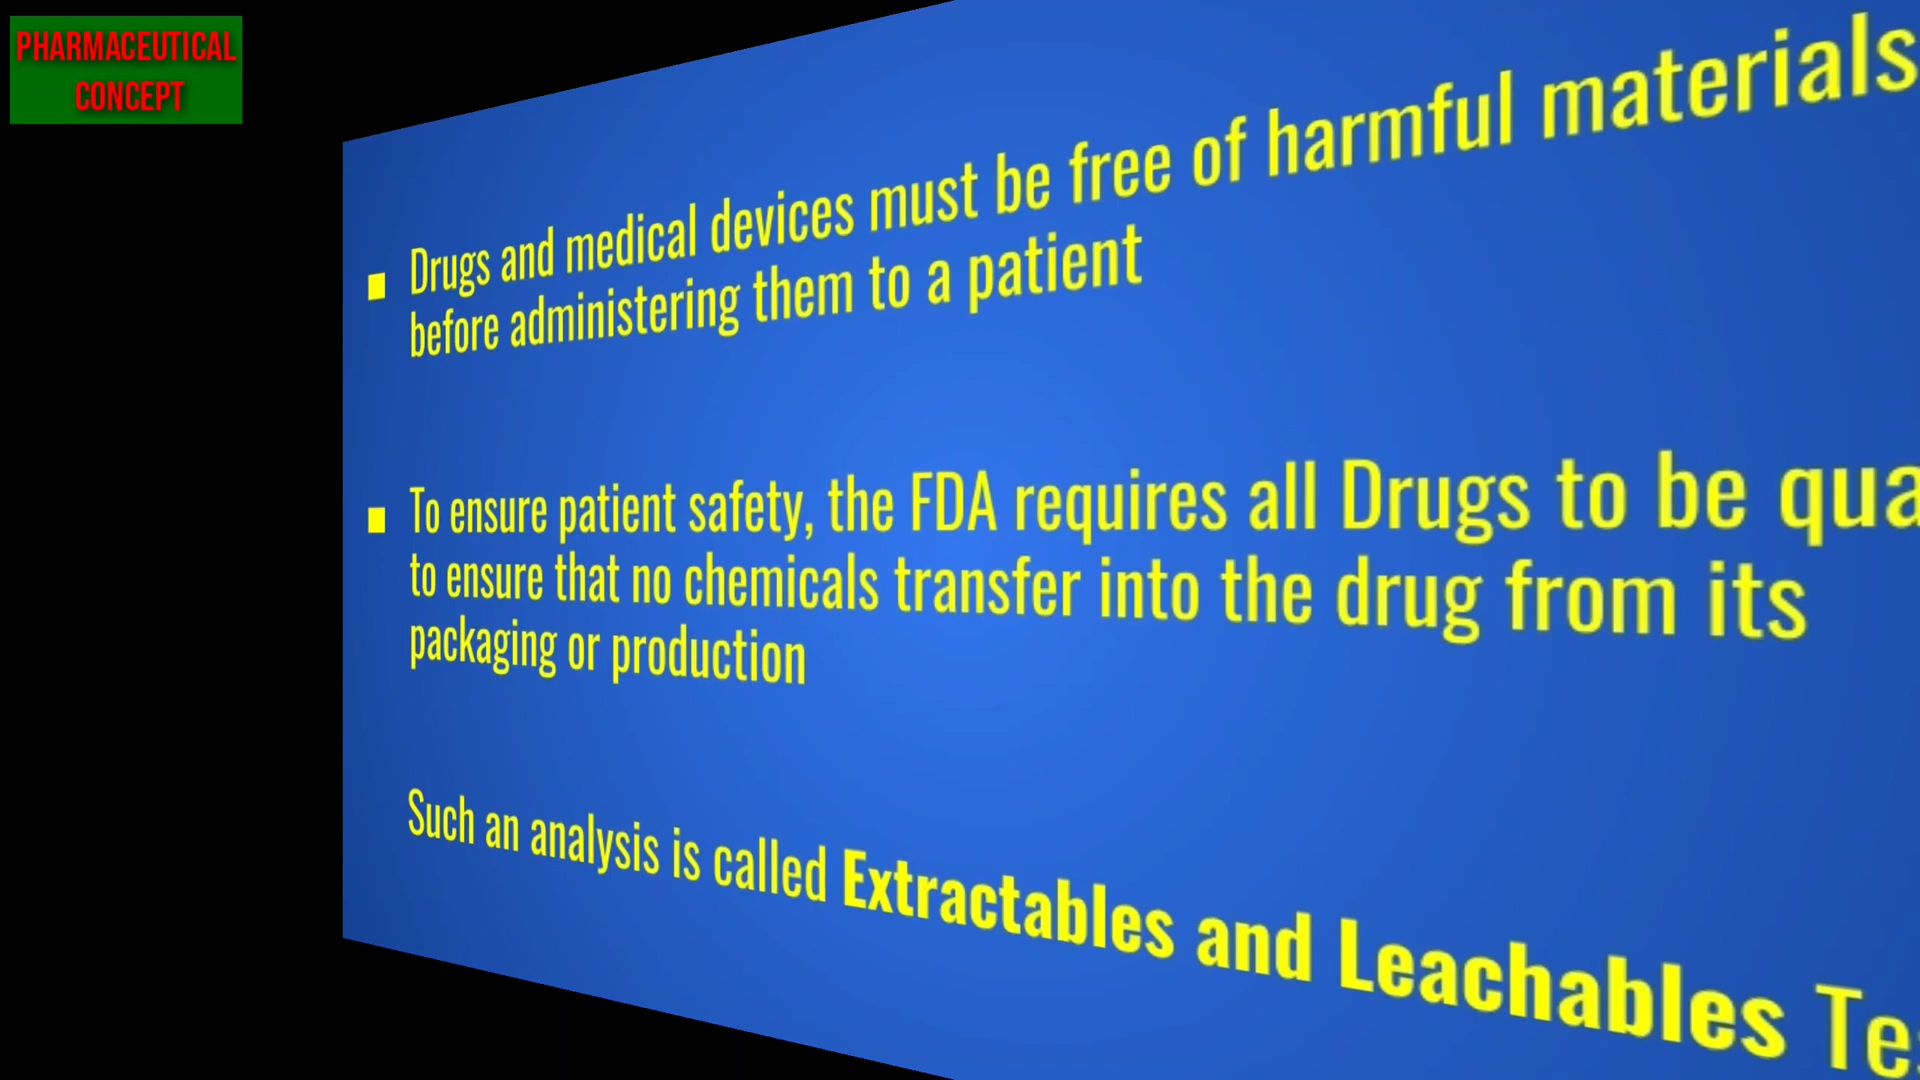 PHARMACEUTICAL
CONCEPT
▪ Drugs and medical devices must be free of harmful materials
before administering them to a patient
▪ To ensure patient safety, the FDA requires all Drugs to be
to ensure that no chemicals transfer into the drug from its
packaging or production
Such an analysis is called Extractables and Leachables